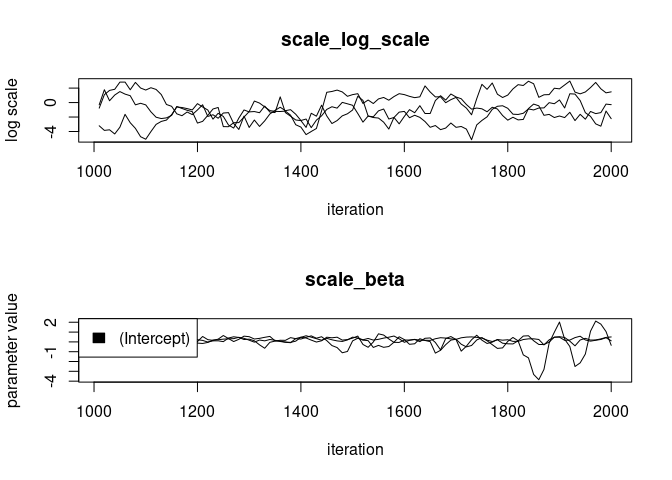 scale_log_scale
log scale
0
-4
1000 1200 1400 1600 1800 2000
iteration
scale_beta
parameter value
2
-1
-4
(Intercept)
1000 1200 1400 1600 1800 2000
iteration